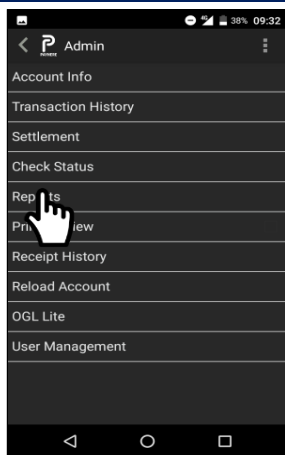 38% 09:32
Admin
Account Info
Transaction History
Settlement
Check Status
Receipt History
Reload Account
OGL Lite
User Management